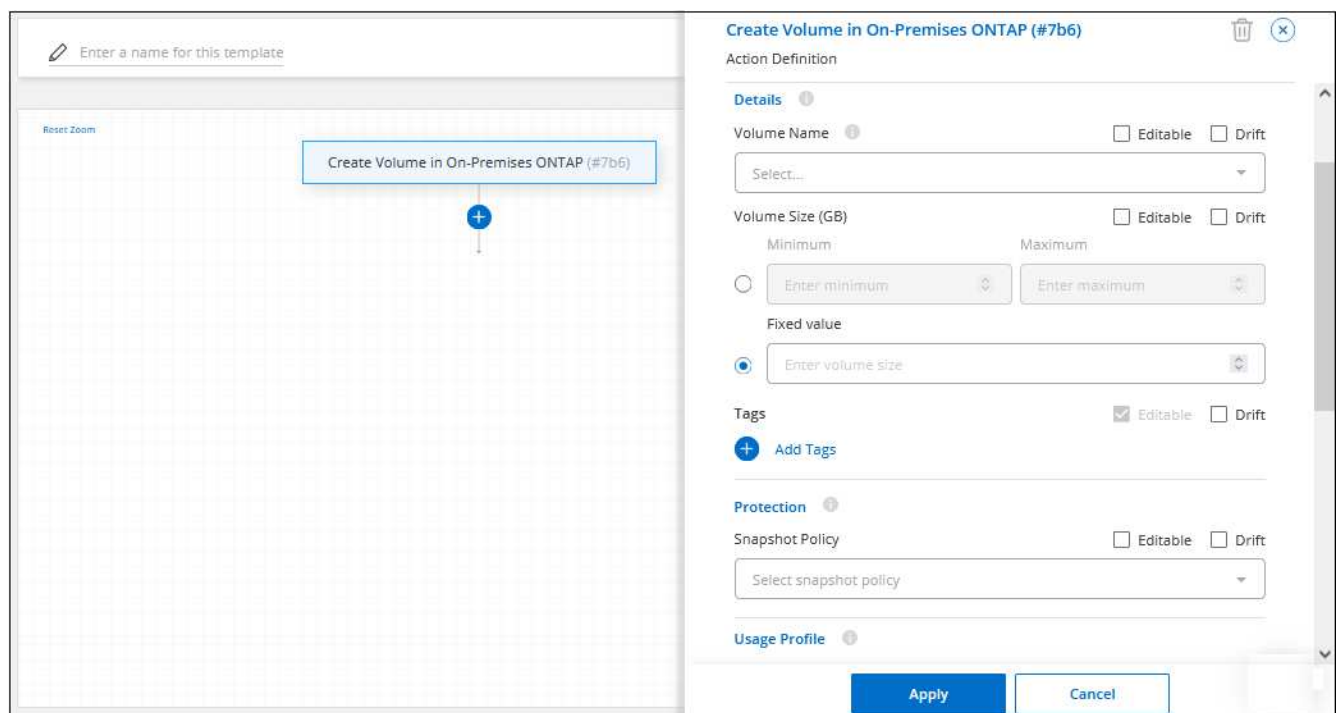 Enter a name for this template
Reset Zoom
Create Volume in On-Premises ONTAP (#7b6)
Create Volume in On-Premises ONTAP (#7b6)
Action Definition
Details
Volume Name Editable Drift
Select...
Volume Size (GB) Editable Drift
Minimum Maximum
Enter minimum Enter maximum
Fixed value
Enter volume size
Tags Editable Drift
Add Tags
Protection
Snapshot Policy Editable Drift
Select snapshot policy
Usage Profile
Apply Cancel